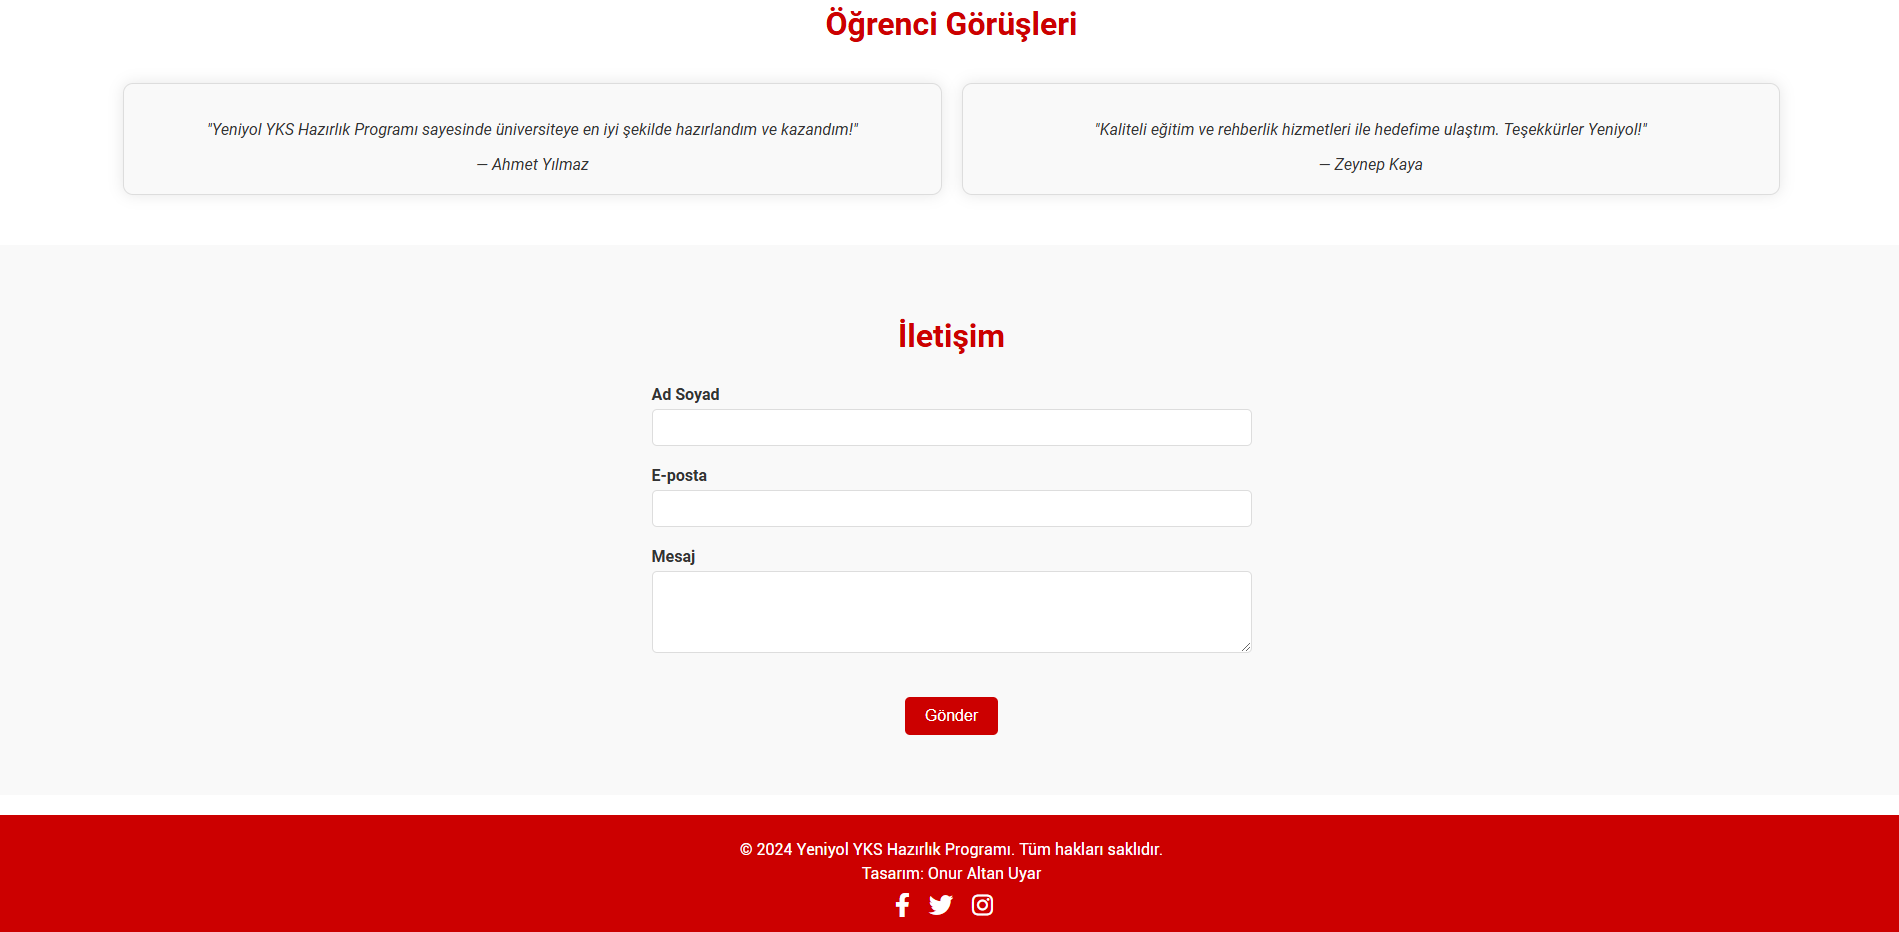 Öğrenci Görüşleri
"Yeniyol YKS Hazırlık Programı sayesinde üniversiteye en iyi şekilde hazırlandım ve kazandım!"
— Ahmet Yılmaz
"Kaliteli eğitim ve rehberlik hizmetleri ile hedefime ulaştım. Teşekkürler Yeniyol!"
— Zeynep Kaya
İletişim
Ad Soyad
E-posta
Mesaj
Gönder
© 2024 Yeniyol YKS Hazırlık Programı. Tüm hakları saklıdır.
Tasarım: Onur Altan Uyar